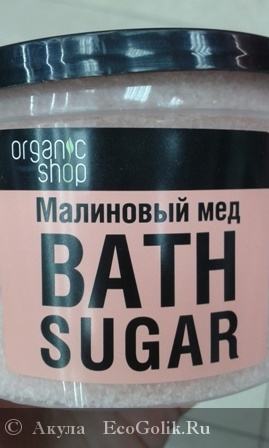 organic
shop
Малиновый мед
BATH
SUGAR
© Акула EcoGolik.Ru